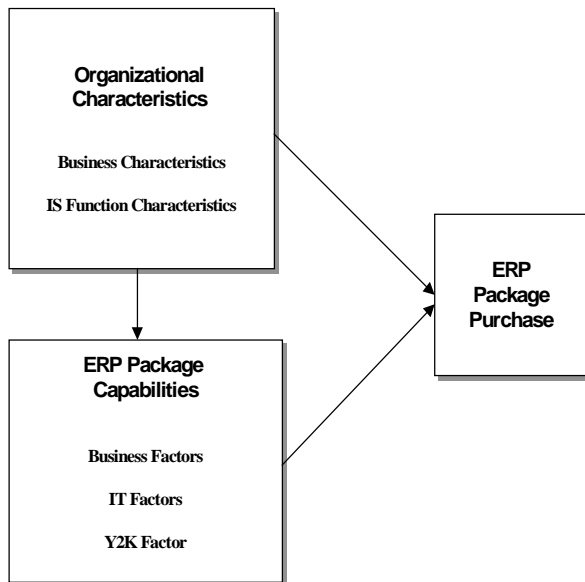 Organizational
Characteristics
Business Characteristics
IS Function Characteristics
ERP
Package
Purchase
ERP Package
Capabilities
Business Factors
IT Factors
Y2K Factor